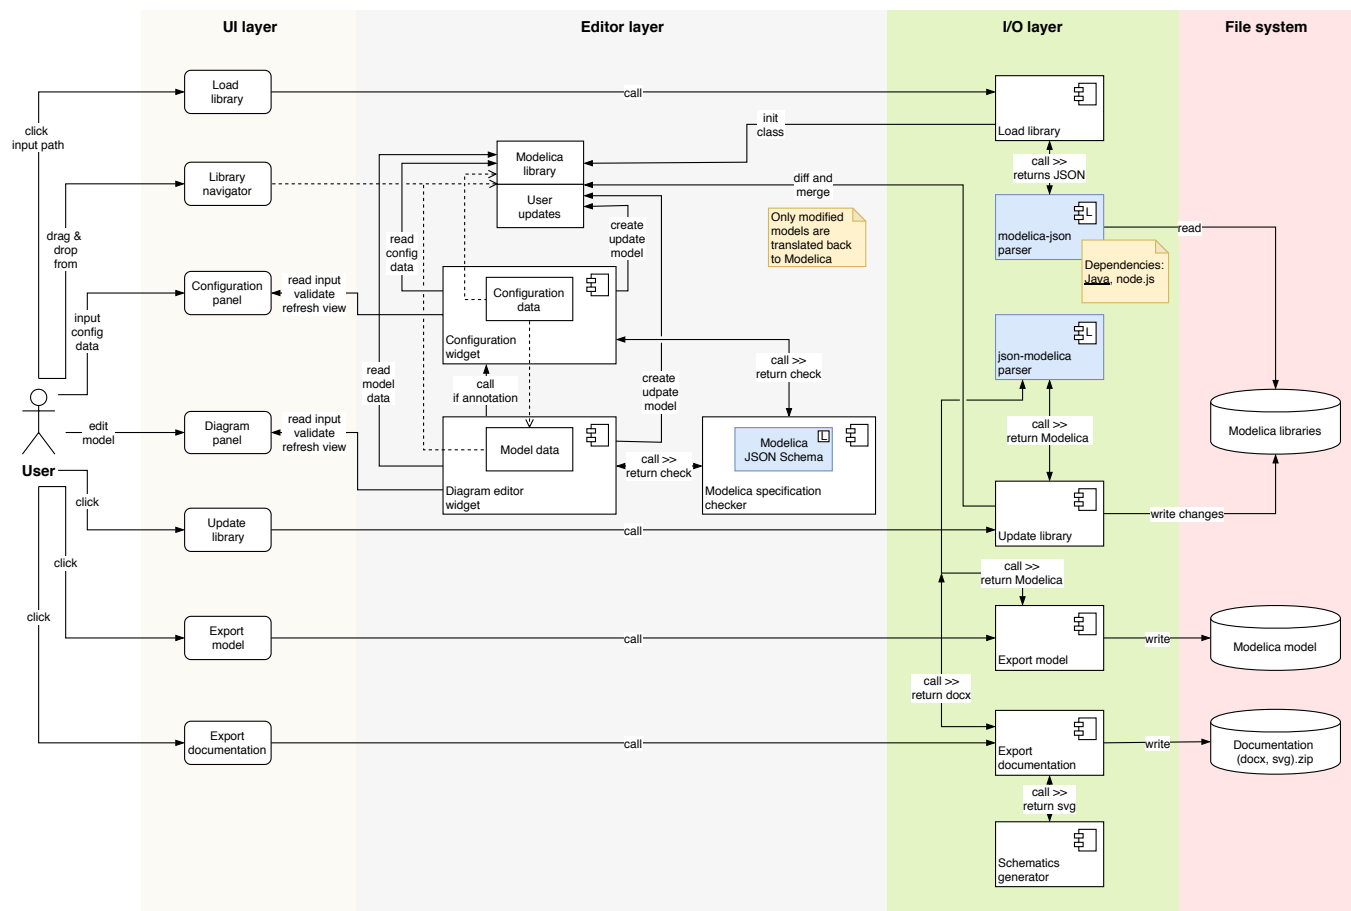 UI layer
Editor layer
I/O layer
File system
Load
library
call
Load library
click
input path
init
class
Modelica
library
User
updates
call >>
returns JSON
Library
navigator
diff and
merge
Only modified
models are
translated back
to Modelica
L
modelica-json
parser
read
drag &
drop
from
read
config
data
create
update
model
Dependencies:
Java, node.js
Configuration
panel
read input
validate
refresh view
Configuration
data
Configuration
widget
input
config
data
L
json-modelica
parser
call >>
return check
read
model
data
call
if annotation
create
udpate
model
Modelica libraries
edit
model
Diagram
panel
read input
validate
refresh view
Model data
Diagram editor
widget
call >>
return check
Modelica
JSON Schema
L
Modelica specification
checker
call >>
return Modelica
User
click
Update
library
call
Update library
write changes
click
call >>
return Modelica
click
Export
model
call
Export model
write
Modelica model
call >>
return docx
Export
documentation
call
Export
documentation
write
Documentation
(docx, svg).zip
call >>
return svg
Schematics
generator